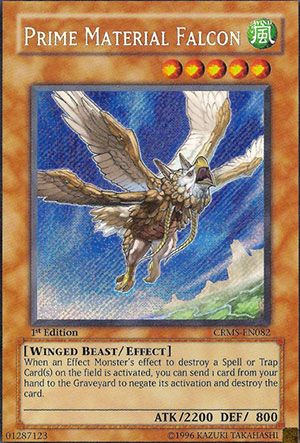 PRIME MATERIAL FALCON
WIND
風
1st Edition
CRMS-EN082
[WINGED BEAST/EFFECT]
When an Effect Monster's effect to destroy a Spell or Trap
Card(s) on the field is activated, you can send 1 card from your
hand to the Graveyard to negate its activation and destroy the
card.
ATK/2200 DEF/ 800
01287123
©1996 KAZUKI TAKAHASHI